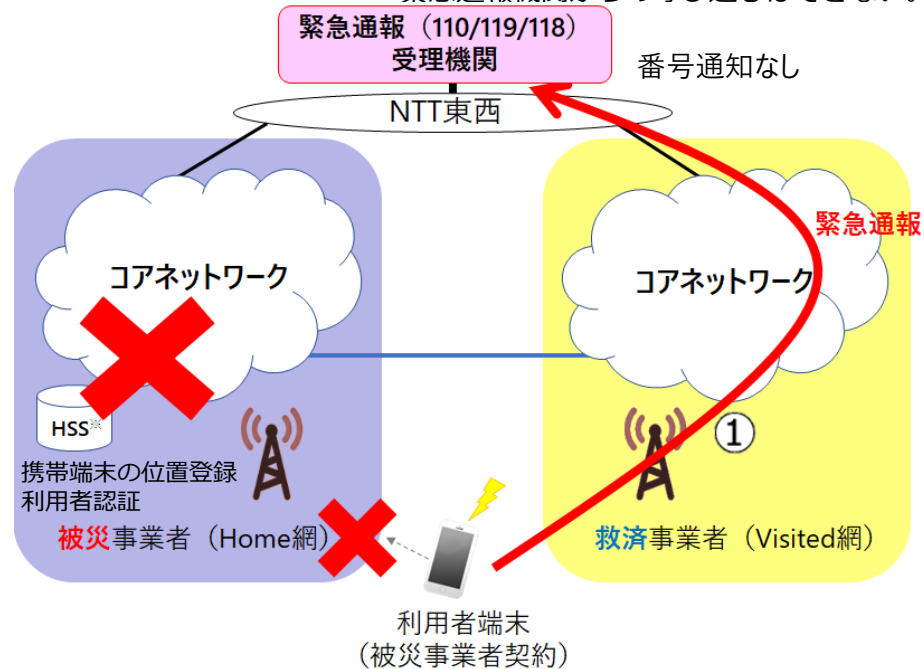 緊急通報（110/119/118）
受理機関
番号通知なし
NTT東西
緊急通報
コアネットワーク
コアネットワーク
HSS※
①
携帯端末の位置登録
利用者認証
被災事業者（Home網）
救済事業者（Visited網）
利用者端末
（被災事業者契約）